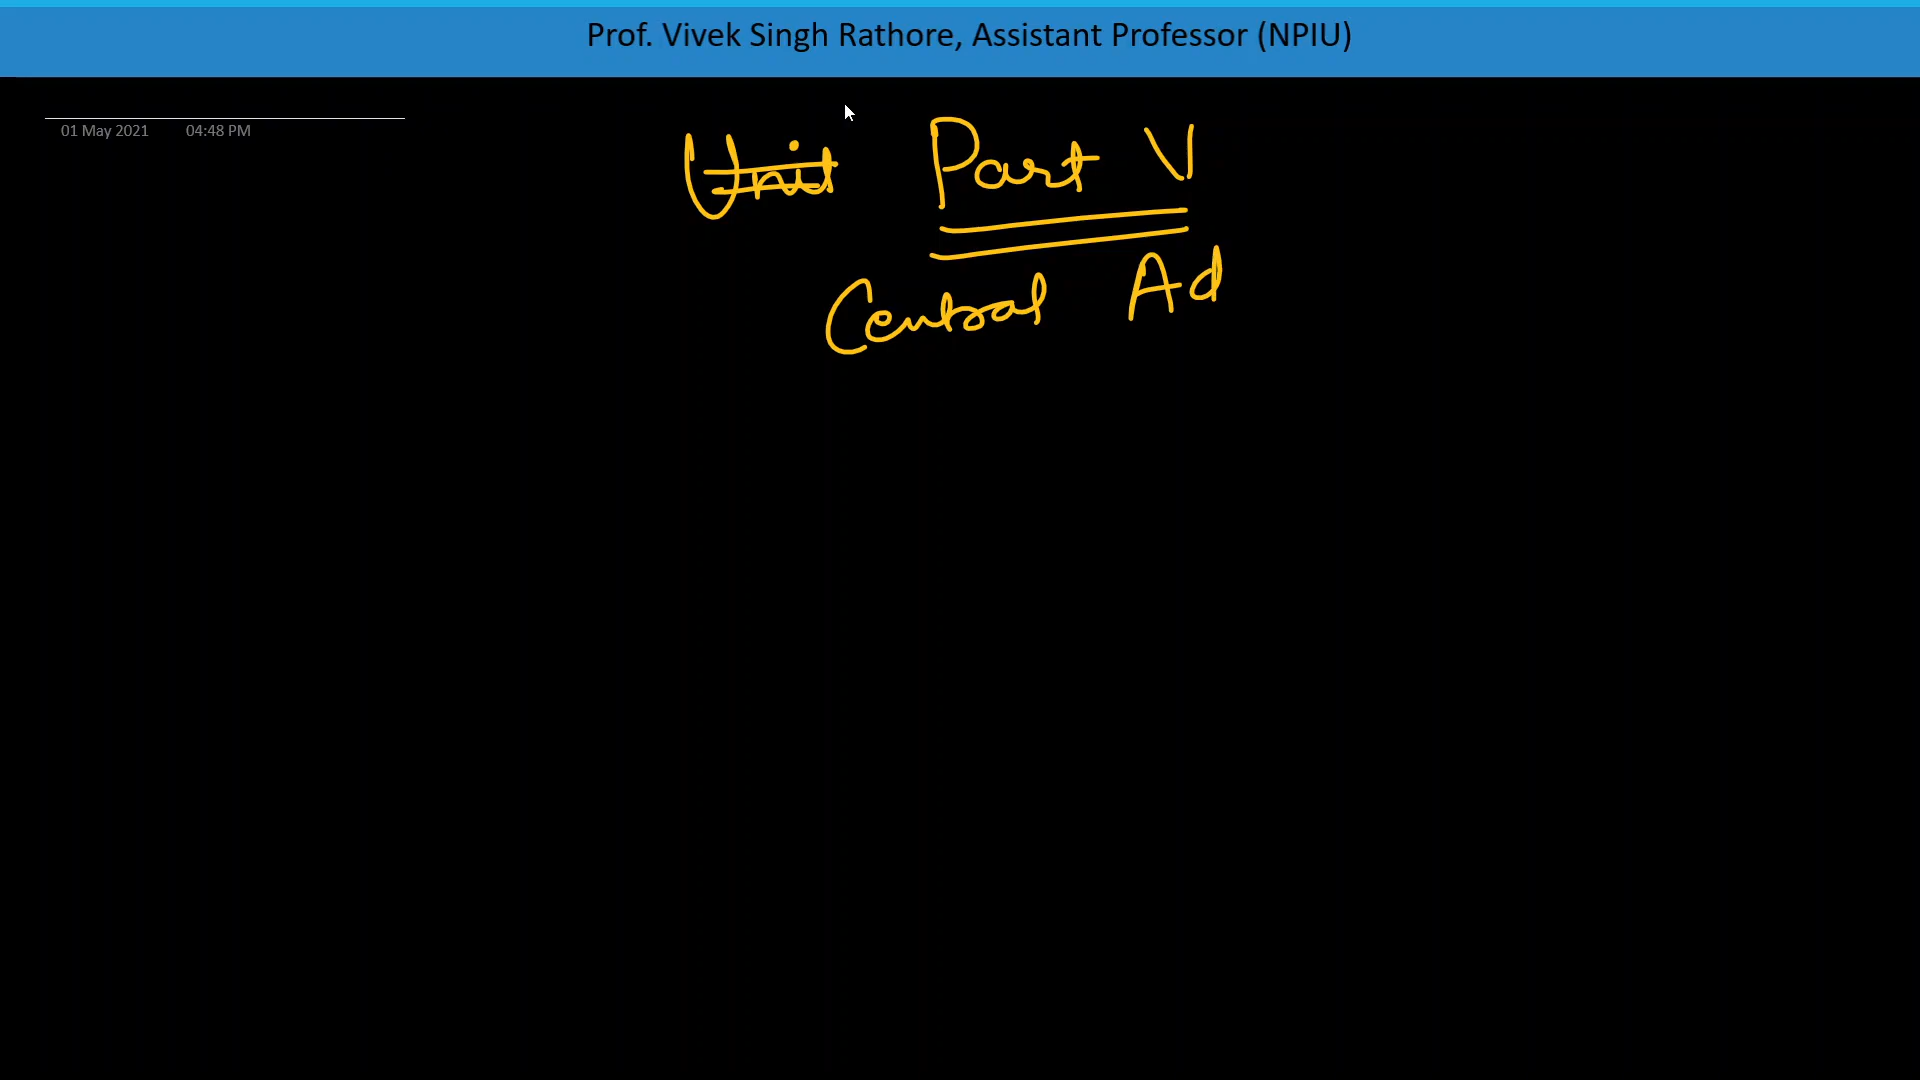 Prof. Vivek Singh Rathore, Assistant Professor (NPIU)
01 May 2021 04:48 PM
Unit Part V
Central Ad